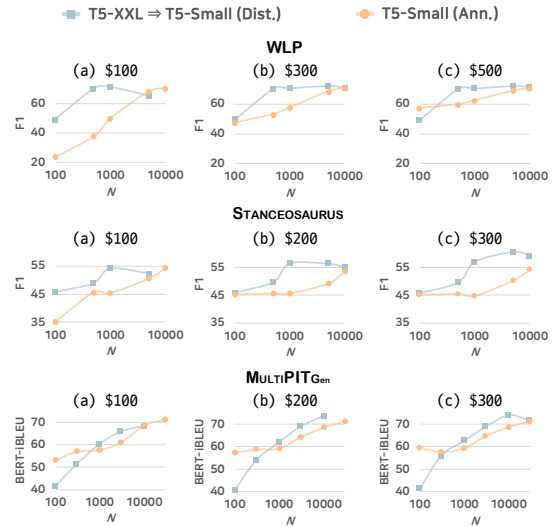 T5-XXL ⇒ T5-Small (Dist.) T5-Small (Ann.)
WLP
(a) $100 (b) $300 (c) $500
F1 60 40 20 100 1000 10000 N
F1 60 40 20 100 1000 10000 N
F1 60 40 20 100 1000 10000 N
STANCEOSAURUS
(a) $100 (b) $200 (c) $300
F1 55 45 35 100 1000 10000 N
F1 55 45 35 100 1000 10000 N
F1 55 45 35 100 1000 10000 N
MULTIPITGen
(a) $100 (b) $200 (c) $300
BERT-iBLEU 70 60 50 40 100 1000 10000 N
BERT-iBLEU 70 60 50 40 100 1000 10000 N
BERT-iBLEU 70 60 50 40 100 1000 10000 N